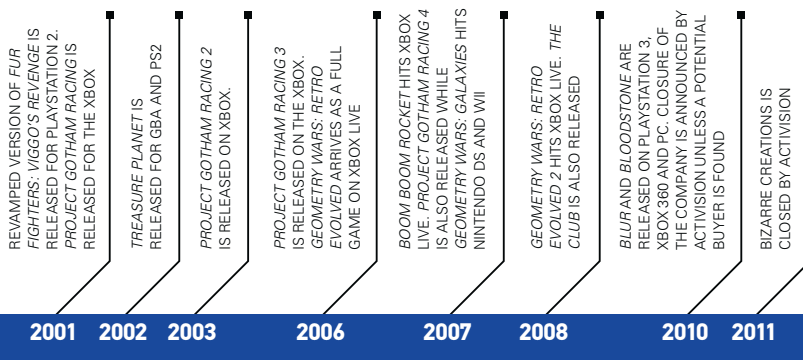 REVAMPED VERSION OF FUR
FIGHTERS: VIGGO'S REVENGE IS
RELEASED FOR PLAYSTATION 2.
PROJECT GOTHAM RACING IS
RELEASED FOR THE XBOX
TREASURE PLANET IS
RELEASED FOR GBA AND PS2
PROJECT GOTHAM RACING 2
IS RELEASED ON XBOX.
PROJECT GOTHAM RACING 3
IS RELEASED ON THE XBOX.
GEOMETRY WARS: RETRO
EVOLVED ARRIVES AS A FULL
GAME ON XBOX LIVE
BOOM BOOM ROCKET HITS XBOX
LIVE. PROJECT GOTHAM RACING 4
IS ALSO RELEASED WHILE
GEOMETRY WARS: GALAXIES HITS
NINTENDO DS AND WII
GEOMETRY WARS: RETRO
EVOLVED 2 HITS XBOX LIVE. THE
CLUB IS ALSO RELEASED
BLUR AND BLOODSTONE ARE
RELEASED ON PLAYSTATION 3,
XBOX 360 AND PC. CLOSURE OF
THE COMPANY IS ANNOUNCED BY
ACTIVISION UNLESS A POTENTIAL
BUYER IS FOUND
BIZARRE CREATIONS IS
CLOSED BY ACTIVISION
2001 2002 2003 2006 2007 2008 2010 2011